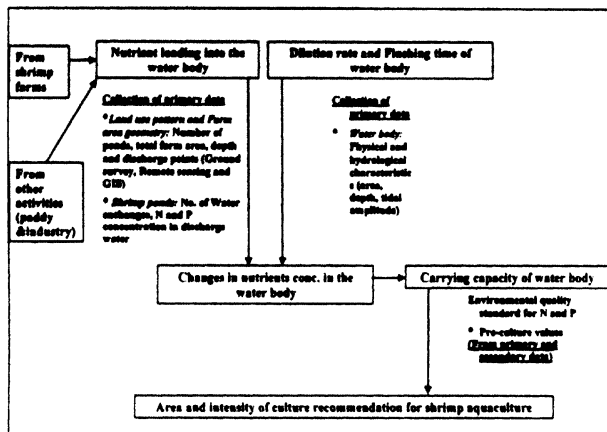 From
shrimp
farms
Nutrient loading into the
water body
Dilution rate and Flushing time of
water body
Collection of primary data
* Land use pattern and Farm
area geometry: Number of
ponds, total farm area, depth
and discharge points (Ground
survey, Remote sensing and
GIS)
* Shrimp ponds: No. of Water
exchanges, N and P
concentration in discharge
water
Collection of
primary data
* Water body:
Physical and
hydrological
characteristic
s (area,
depth, tidal
amplitude)
From
other
activities
(paddy
&industry)
Changes in nutrients conc. in the
water body
Carrying capacity of water body
Environmental quality
standard for N and P
* Pre-culture values
(From primary and
secondary data)
Area and intensity of culture recommendation for shrimp aquaculture